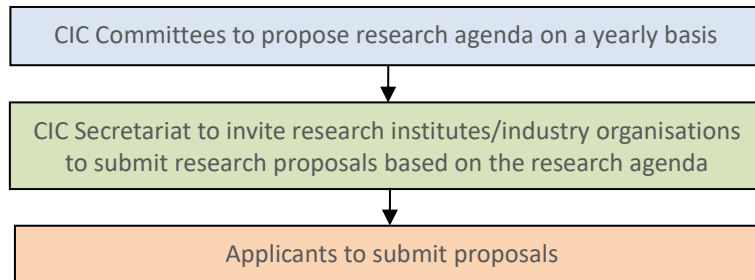 CIC Committees to propose research agenda on a yearly basis
CIC Secretariat to invite research institutes/industry organisations
to submit research proposals based on the research agenda
Applicants to submit proposals